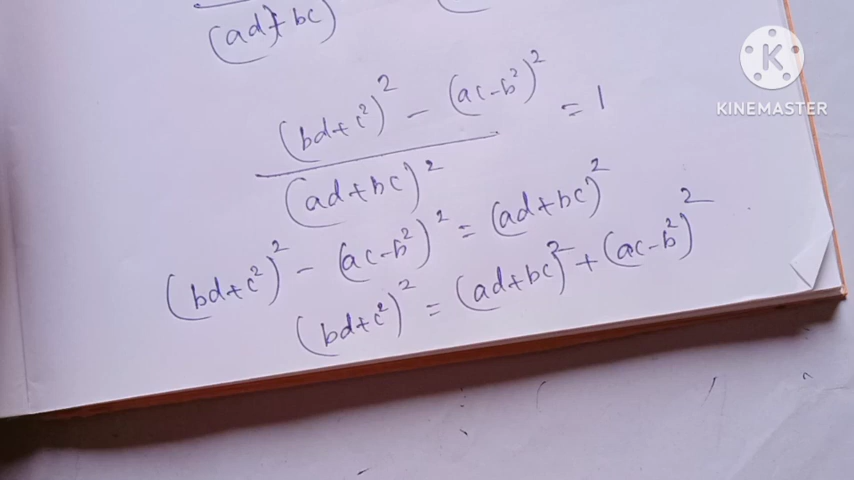 (ad+bc)
(bd+c²)² - (ac-b²)² = 1
(ad+bc)²
(bd+c²)² - (ac-b²)² = (ad+bc)²
(bd+c²)² = (ad+bc)² + (ac-b²)²
KINEMASTER